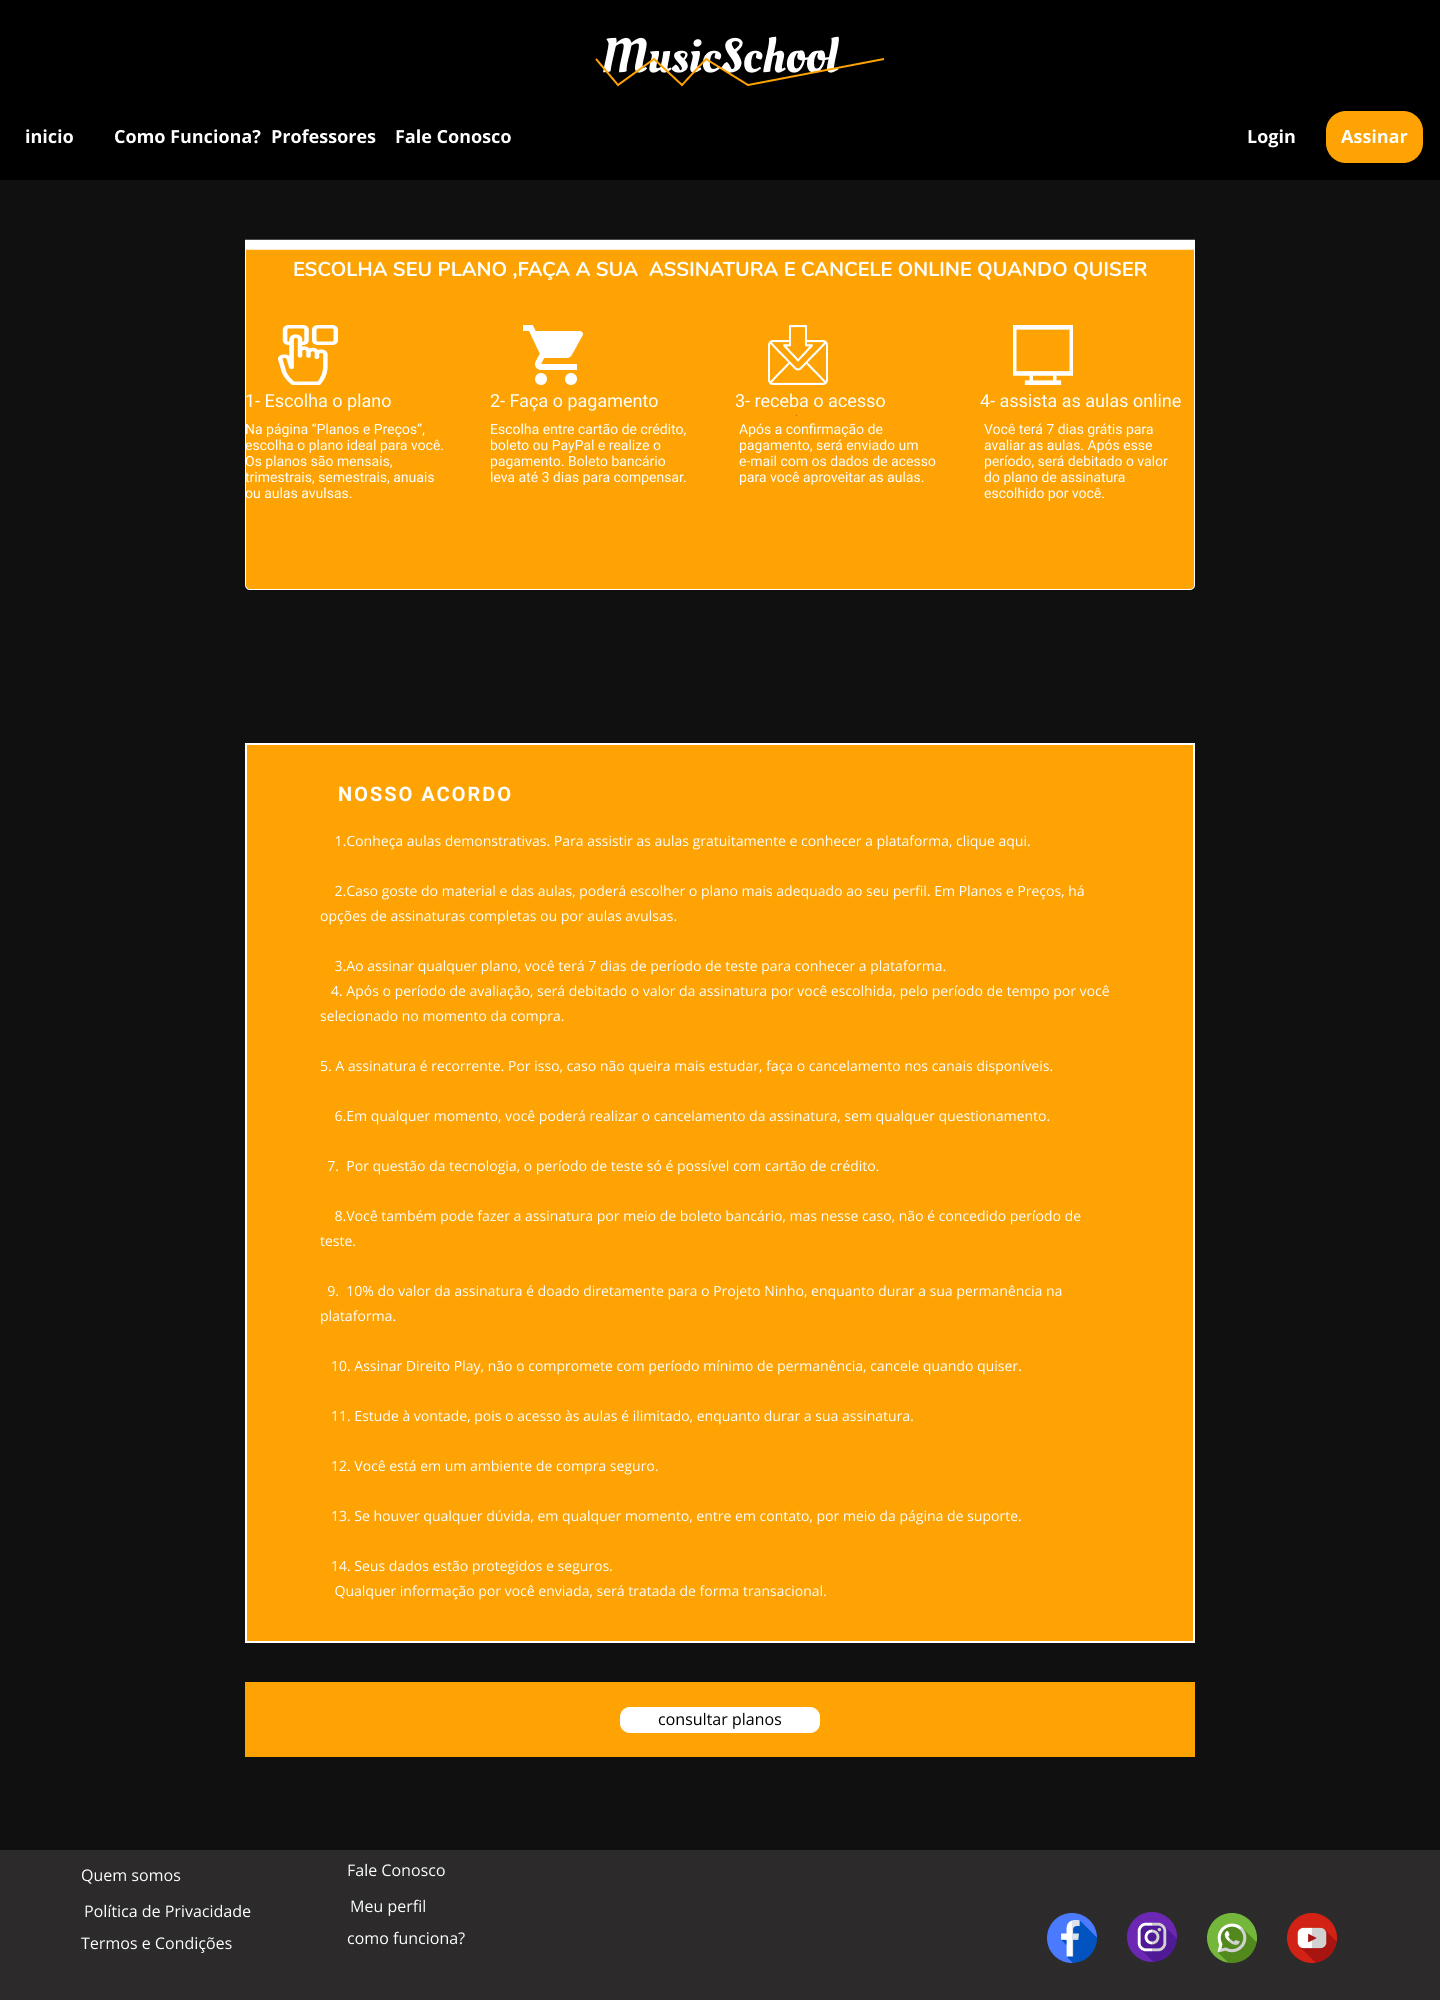 MusicSchool
inicio Como Funciona? Professores Fale Conosco Login Assinar
ESCOLHA SEU PLANO ,FAÇA A SUA ASSINATURA E CANCELE ONLINE QUANDO QUISER
1- Escolha o plano
Na página “Planos e Preços”,
escolha o plano ideal para você.
Os planos são mensais,
trimestrais, semestrais, anuais
ou aulas avulsas.
2- Faça o pagamento
Escolha entre cartão de crédito,
boleto ou PayPal e realize o
pagamento. Boleto bancário
leva até 3 dias para compensar.
3- receba o acesso
Após a confirmação de
pagamento, será enviado um
e-mail com os dados de acesso
para você aproveitar as aulas.
4- assista as aulas online
Você terá 7 dias grátis para
avaliar as aulas. Após esse
período, será debitado o valor
do plano de assinatura
escolhido por você.
NOSSO ACORDO
1.Conheça aulas demonstrativas. Para assistir as aulas gratuitamente e conhecer a plataforma, clique aqui.
2.Caso goste do material e das aulas, poderá escolher o plano mais adequado ao seu perfil. Em Planos e Preços, há
opções de assinaturas completas ou por aulas avulsas.
3.Ao assinar qualquer plano, você terá 7 dias de período de teste para conhecer a plataforma.
4. Após o período de avaliação, será debitado o valor da assinatura por você escolhida, pelo período de tempo por você
selecionado no momento da compra.
5. A assinatura é recorrente. Por isso, caso não queira mais estudar, faça o cancelamento nos canais disponíveis.
6.Em qualquer momento, você poderá realizar o cancelamento da assinatura, sem qualquer questionamento.
7. Por questão da tecnologia, o período de teste só é possível com cartão de crédito.
8.Você também pode fazer a assinatura por meio de boleto bancário, mas nesse caso, não é concedido período de
teste.
9. 10% do valor da assinatura é doado diretamente para o Projeto Ninho, enquanto durar a sua permanência na
plataforma.
10. Assinar Direito Play, não o compromete com período mínimo de permanência, cancele quando quiser.
11. Estude à vontade, pois o acesso às aulas é ilimitado, enquanto durar a sua assinatura.
12. Você está em um ambiente de compra seguro.
13. Se houver qualquer dúvida, em qualquer momento, entre em contato, por meio da página de suporte.
14. Seus dados estão protegidos e seguros.
Qualquer informação por você enviada, será tratada de forma transacional.
consultar planos
Quem somos
Política de Privacidade
Termos e Condições
Fale Conosco
Meu perfil
como funciona?